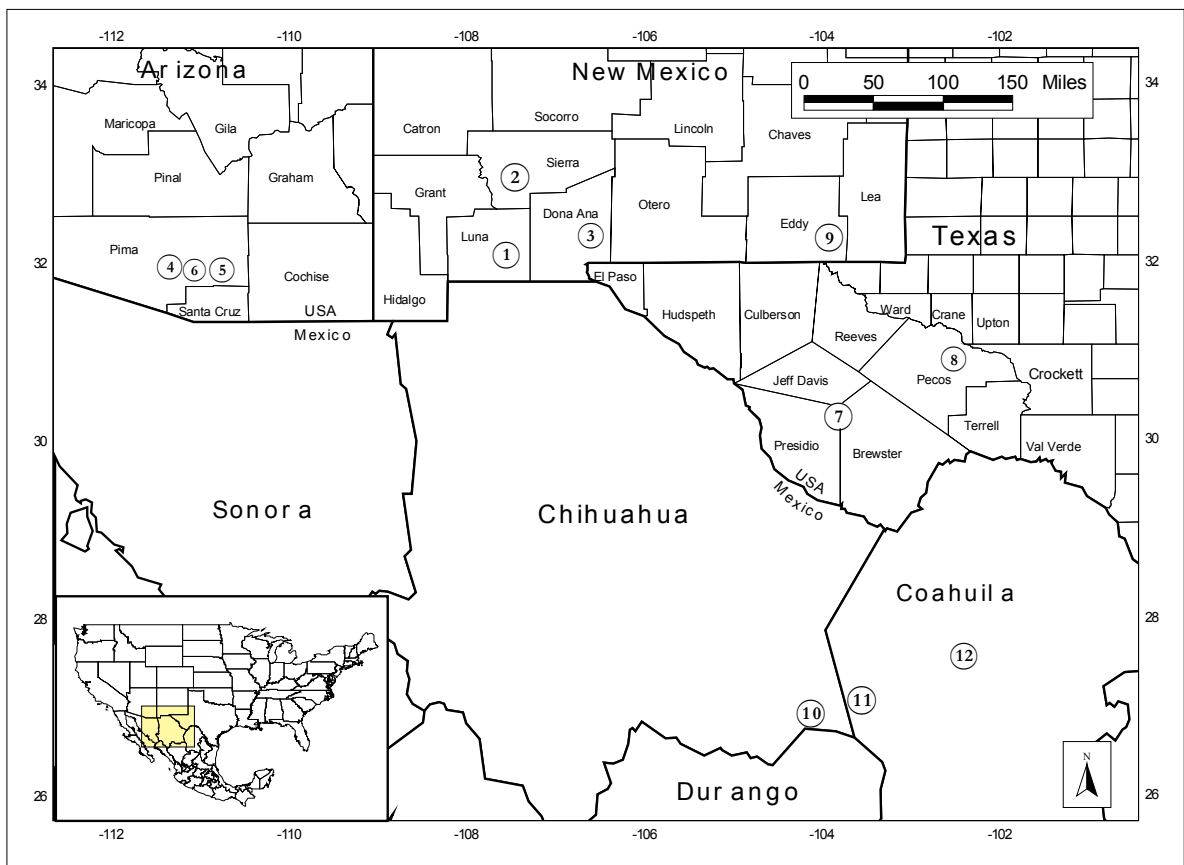 -112 -110 -108 -106 -104 -102
Arizona New Mexico
0 50 100 150 Miles
34 34
Maricopa Gila Catron Socorro Lincoln Chaves
Pinal Graham Grant Sierra Otero Lea
2
Luna Dona Ana Eddy
1 3 9
Texas
Pima
4 6 5
Cochise
Santa Cruz USA
Mexico
Hidalgo
32 32
El Paso
Hudspeth Culberson Reeves Ward Crane Upton
8
Pecos Crockett
Jeff Davis
7
Terrell
Presidio Brewster Val Verde
30 30
USA
Mexico
Sonora Chihuahua
Coahuila
28 28
12
11
10
Durango
N
26 26
-112 -110 -108 -106 -104 -102